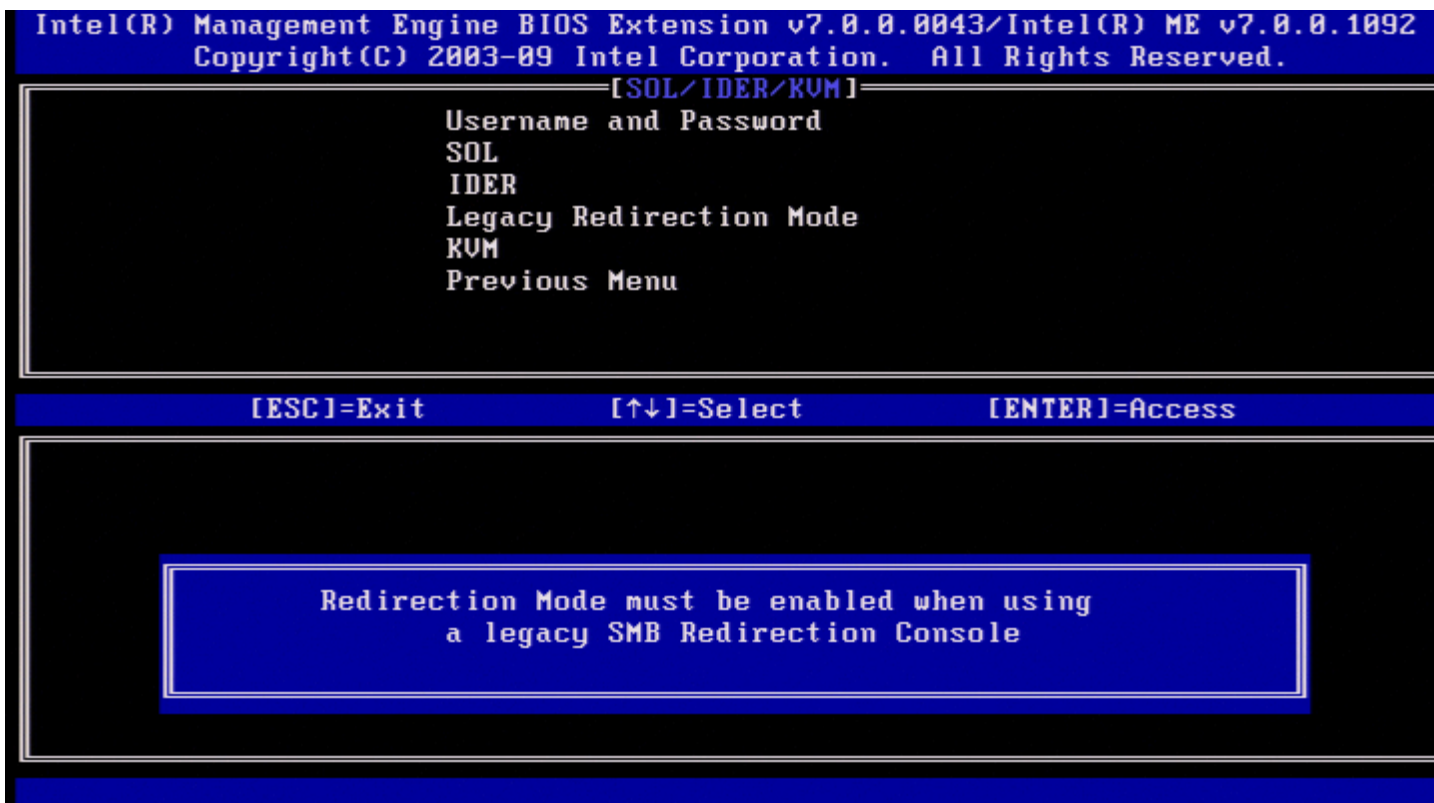 Intel(R) Management Engine BIOS Extension v7.0.0.0043/Intel(R) ME v7.0.0.1092
Copyright(C) 2003-09 Intel Corporation. All Rights Reserved.
[SOL/IDER/KVM]
Username and Password
SOL
IDER
Legacy Redirection Mode
KVM
Previous Menu
[ESC]=Exit [↑↓]=Select [ENTER]=Access
Redirection Mode must be enabled when using
a legacy SMB Redirection Console